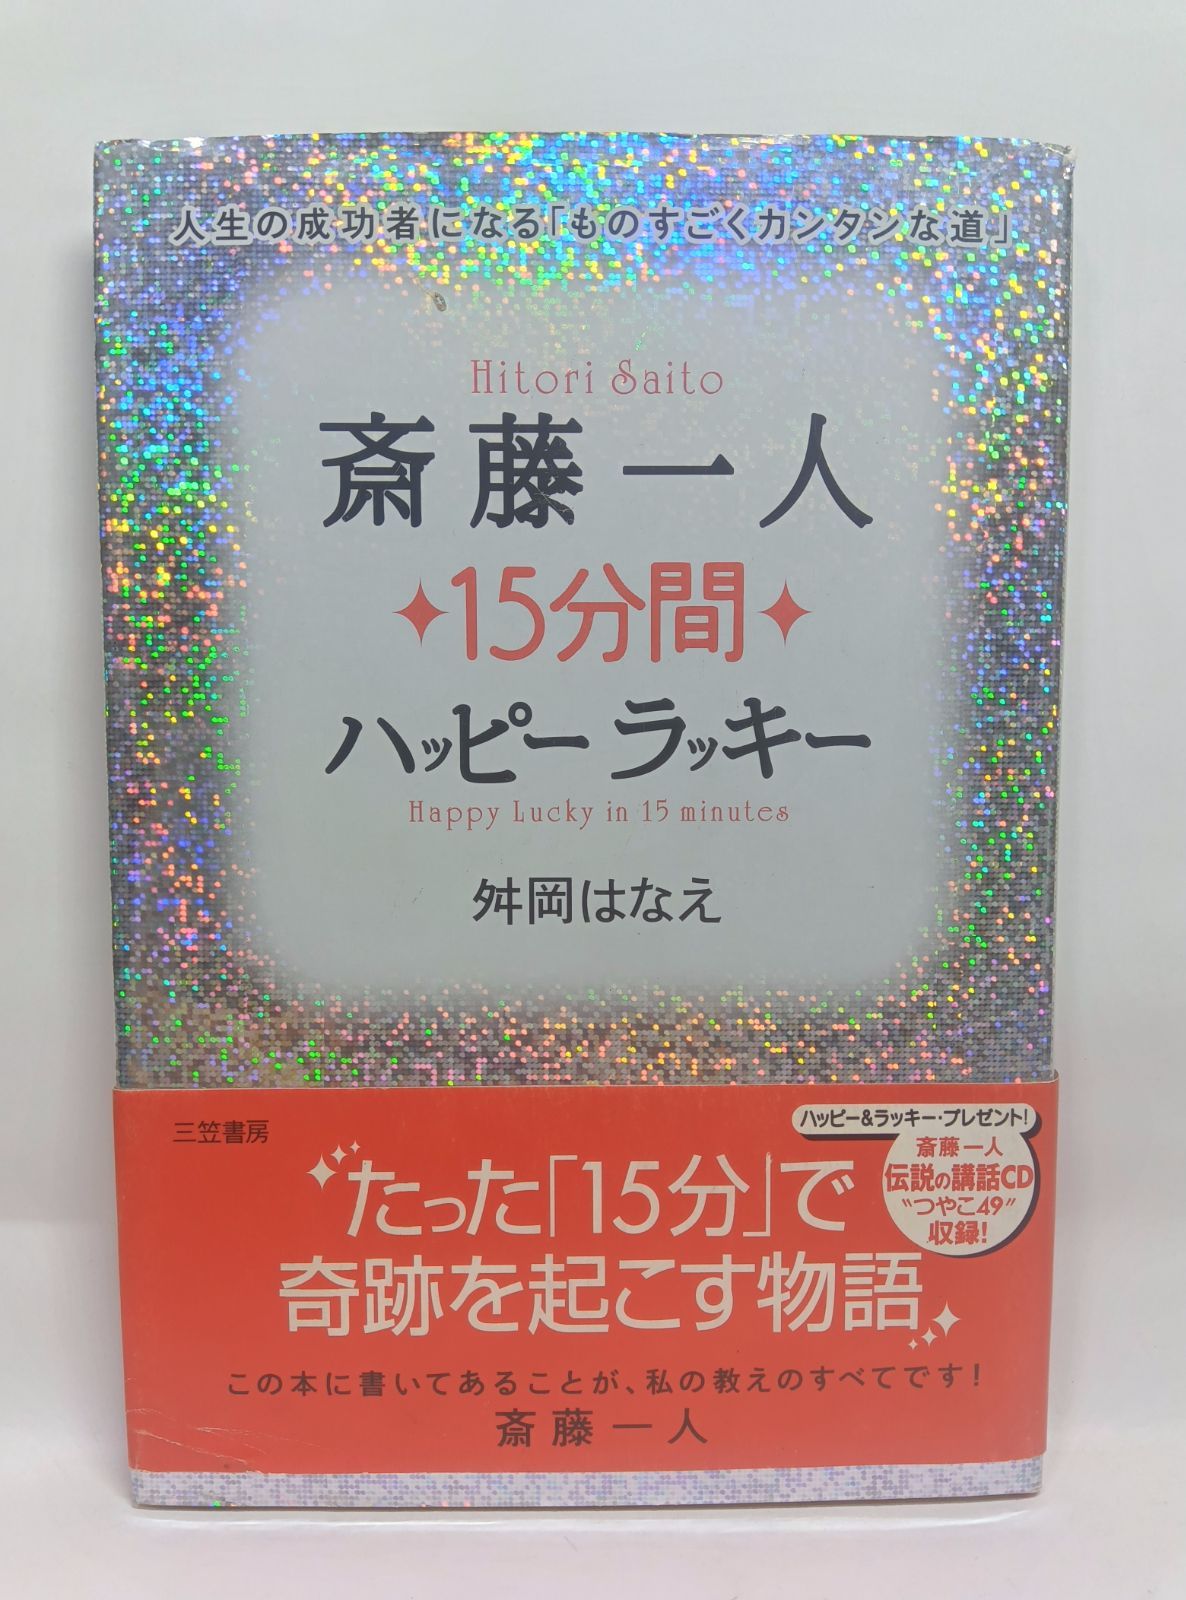 人生の成功者になる「ものすごくカンタンな道」
Hitori Saito
斎藤一人
15分間
ハッピー ラッキー
Happy Lucky in 15 minutes
舛岡はなえ
三笠書房
ハッピー&ラッキー・プレゼント!
斎藤一人
伝説の講話CD
“つやこ49”
収録!
たった「15分」で
奇跡を起こす物語
この本に書いてあることが、私の教えのすべてです!
斎藤一人